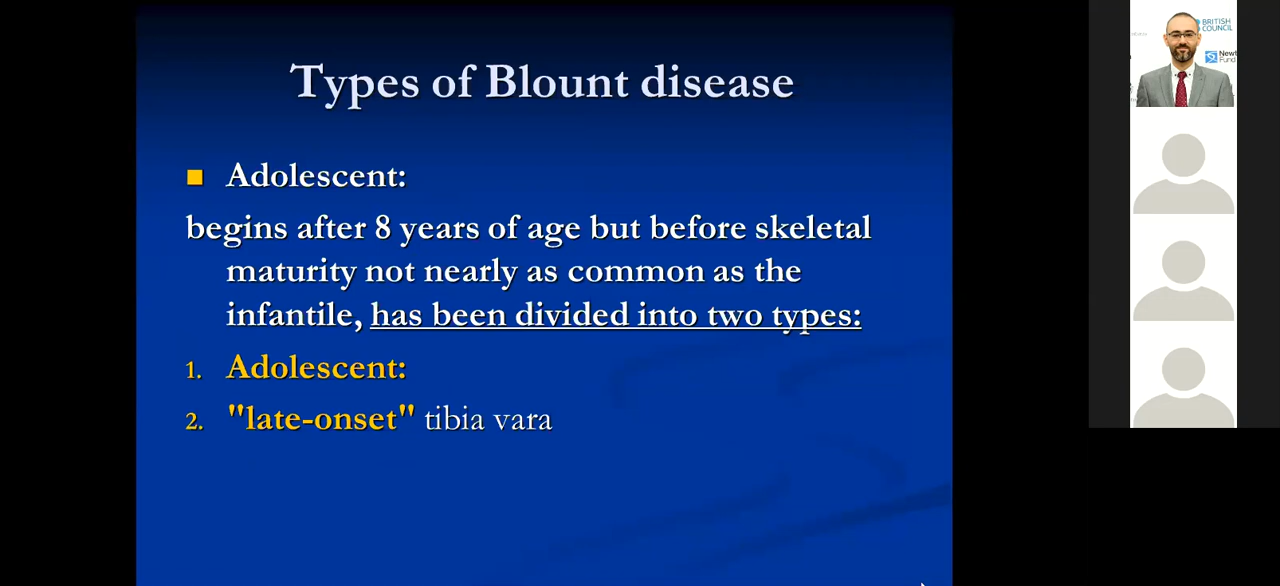 Types of Blount disease
■ Adolescent:
begins after 8 years of age but before skeletal
maturity not nearly as common as the
infantile, has been divided into two types:
1. Adolescent:
2. "late-onset" tibia vara
BRITISH
COUNCIL
Fund